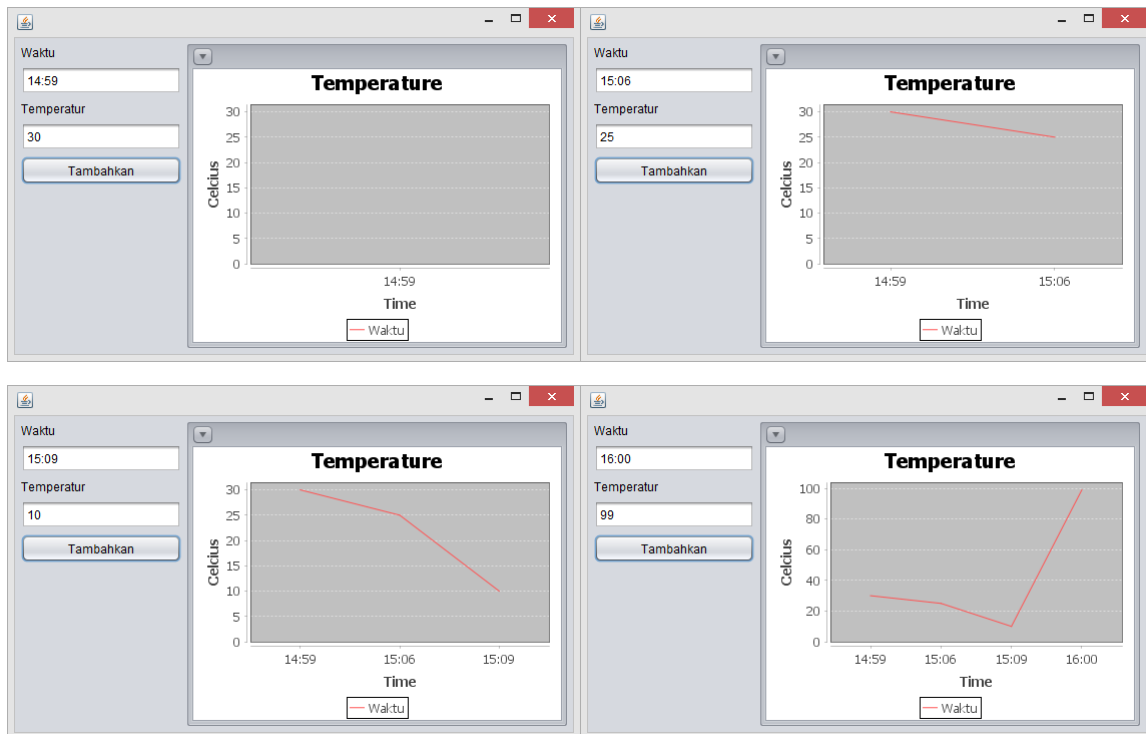 Waktu
14:59
Temperatur
30
Tambahkan
Temperature
30
25
20
15
10
5
0
Celcius
14:59
Time
Waktu
Waktu
15:06
Temperatur
25
Tambahkan
Temperature
30
25
20
15
10
5
0
Celcius
14:59 15:06
Time
Waktu
Waktu
15:09
Temperatur
10
Tambahkan
Temperature
30
25
20
15
10
5
0
Celcius
14:59 15:06 15:09
Time
Waktu
Waktu
16:00
Temperatur
99
Tambahkan
Temperature
100
80
60
40
20
0
Celcius
14:59 15:06 15:09 16:00
Time
Waktu